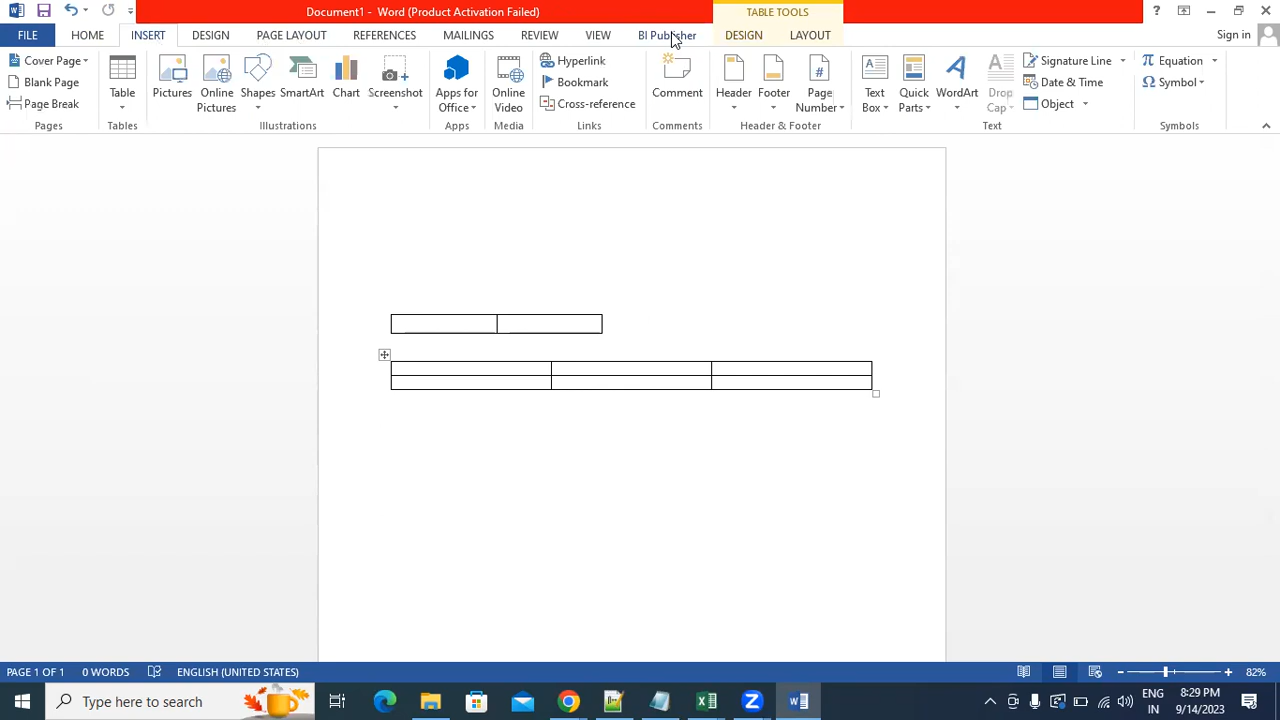 Document1 - Word (Product Activation Failed)
TABLE TOOLS
FILE HOME INSERT DESIGN PAGE LAYOUT REFERENCES MAILINGS REVIEW VIEW BI Publisher DESIGN LAYOUT Sign in
Cover Page
Blank Page
Page Break
Table
Pictures
Online Pictures
Shapes
SmartArt
Chart
Screenshot
Apps for Office
Online Video
Hyperlink
Bookmark
Cross-reference
Comment
Header
Footer
Page Number
Text Box
Quick Parts
WordArt
Drop Cap
Signature Line
Date & Time
Object
Equation
Symbol
Pages Tables Illustrations Apps Media Links Comments Header & Footer Text Symbols
PAGE 1 OF 1 0 WORDS ENGLISH (UNITED STATES) 82%
Type here to search
ENG
IN
8:29 PM
9/14/2023